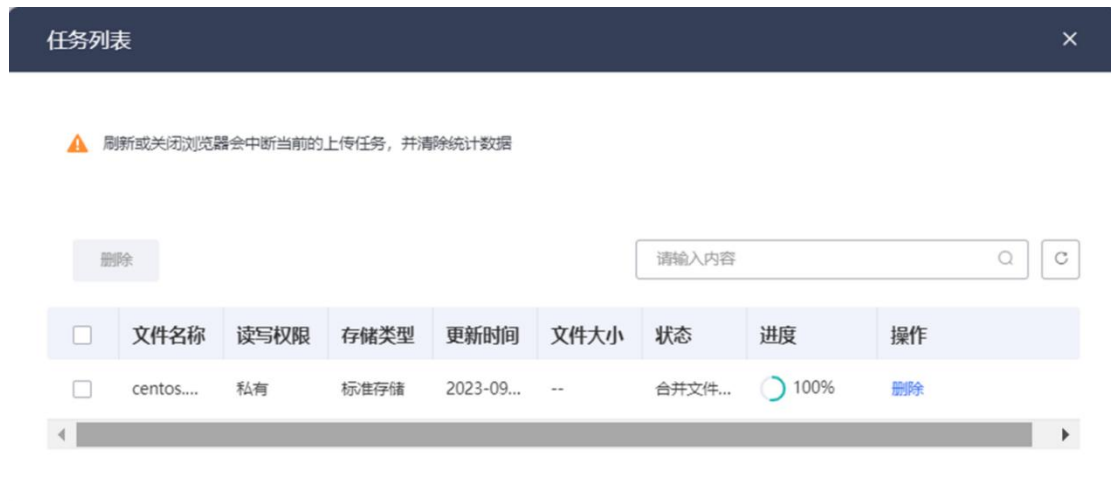 任务列表
刷新或关闭浏览器会中断当前的上传任务，并清除统计数据
删除 请输入内容
文件名称 读写权限 存储类型 更新时间 文件大小 状态 进度 操作
centos.... 私有 标准存储 2023-09... -- 合并文件... 100% 删除